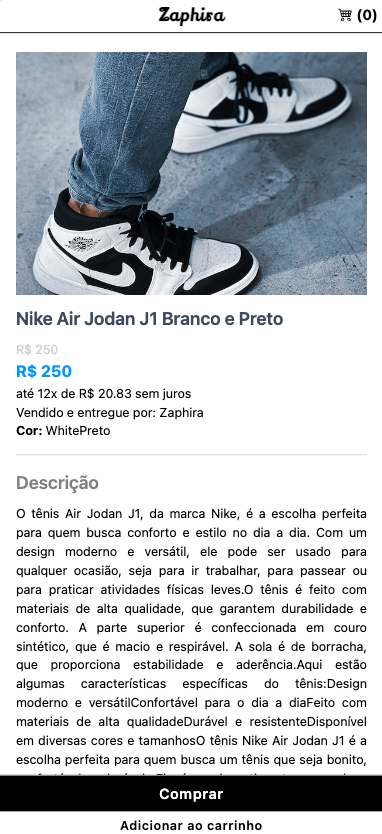 Zaphira
(0)
Nike Air Jodan J1 Branco e Preto
R$ 250
R$ 250
até 12x de R$ 20.83 sem juros
Vendido e entregue por: Zaphira
Cor: WhitePreto
Descrição
O tênis Air Jodan J1, da marca Nike, é a escolha perfeita
para quem busca conforto e estilo no dia a dia. Com um
design moderno e versátil, ele pode ser usado para
qualquer ocasião, seja para ir trabalhar, para passear ou
para praticar atividades físicas leves.O tênis é feito com
materiais de alta qualidade, que garantem durabilidade e
conforto. A parte superior é confeccionada em couro
sintético, que é macio e respirável. A sola é de borracha,
que proporciona estabilidade e aderência.Aqui estão
algumas características específicas do tênis:Design
moderno e versátilConfortável para o dia a diaFeito com
materiais de alta qualidadeDurável e resistenteDisponível
em diversas cores e tamanhosO tênis Nike Air Jodan J1 é a
escolha perfeita para quem busca um tênis que seja bonito,
Comprar
Adicionar ao carrinho